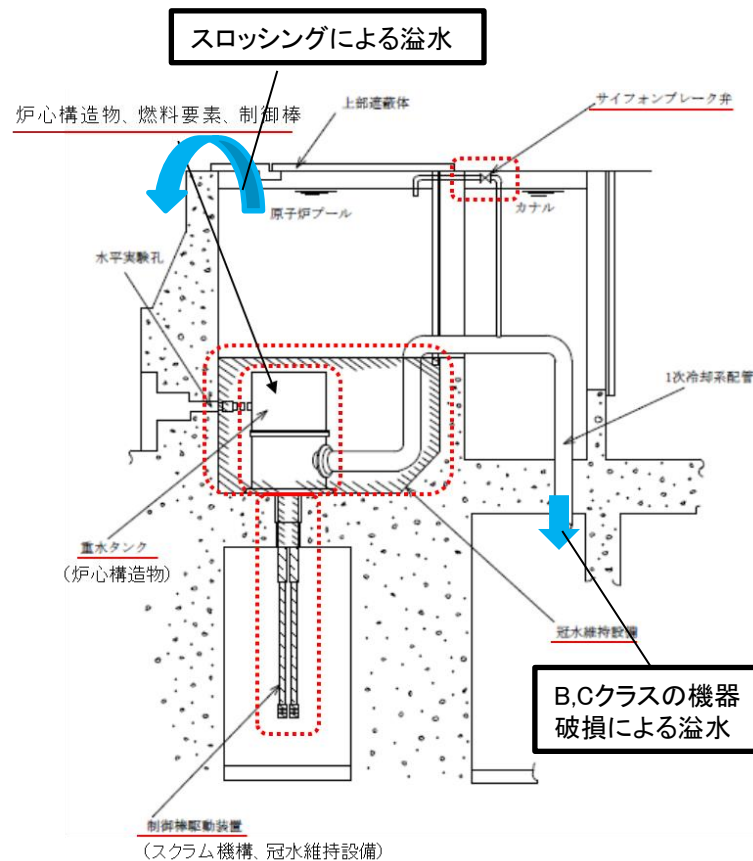 スロッシングによる溢水
上部遮蔽体
サイフォンブレーク弁
炉心構造物、燃料要素、制御棒
原子炉プール
カナル
水平実験孔
1次冷却系配管
重水タンク
(炉心構造物)
冠水維持設備
B,Cクラスの機器
破損による溢水
制御棒駆動装置
(スクラム機構、冠水維持設備)